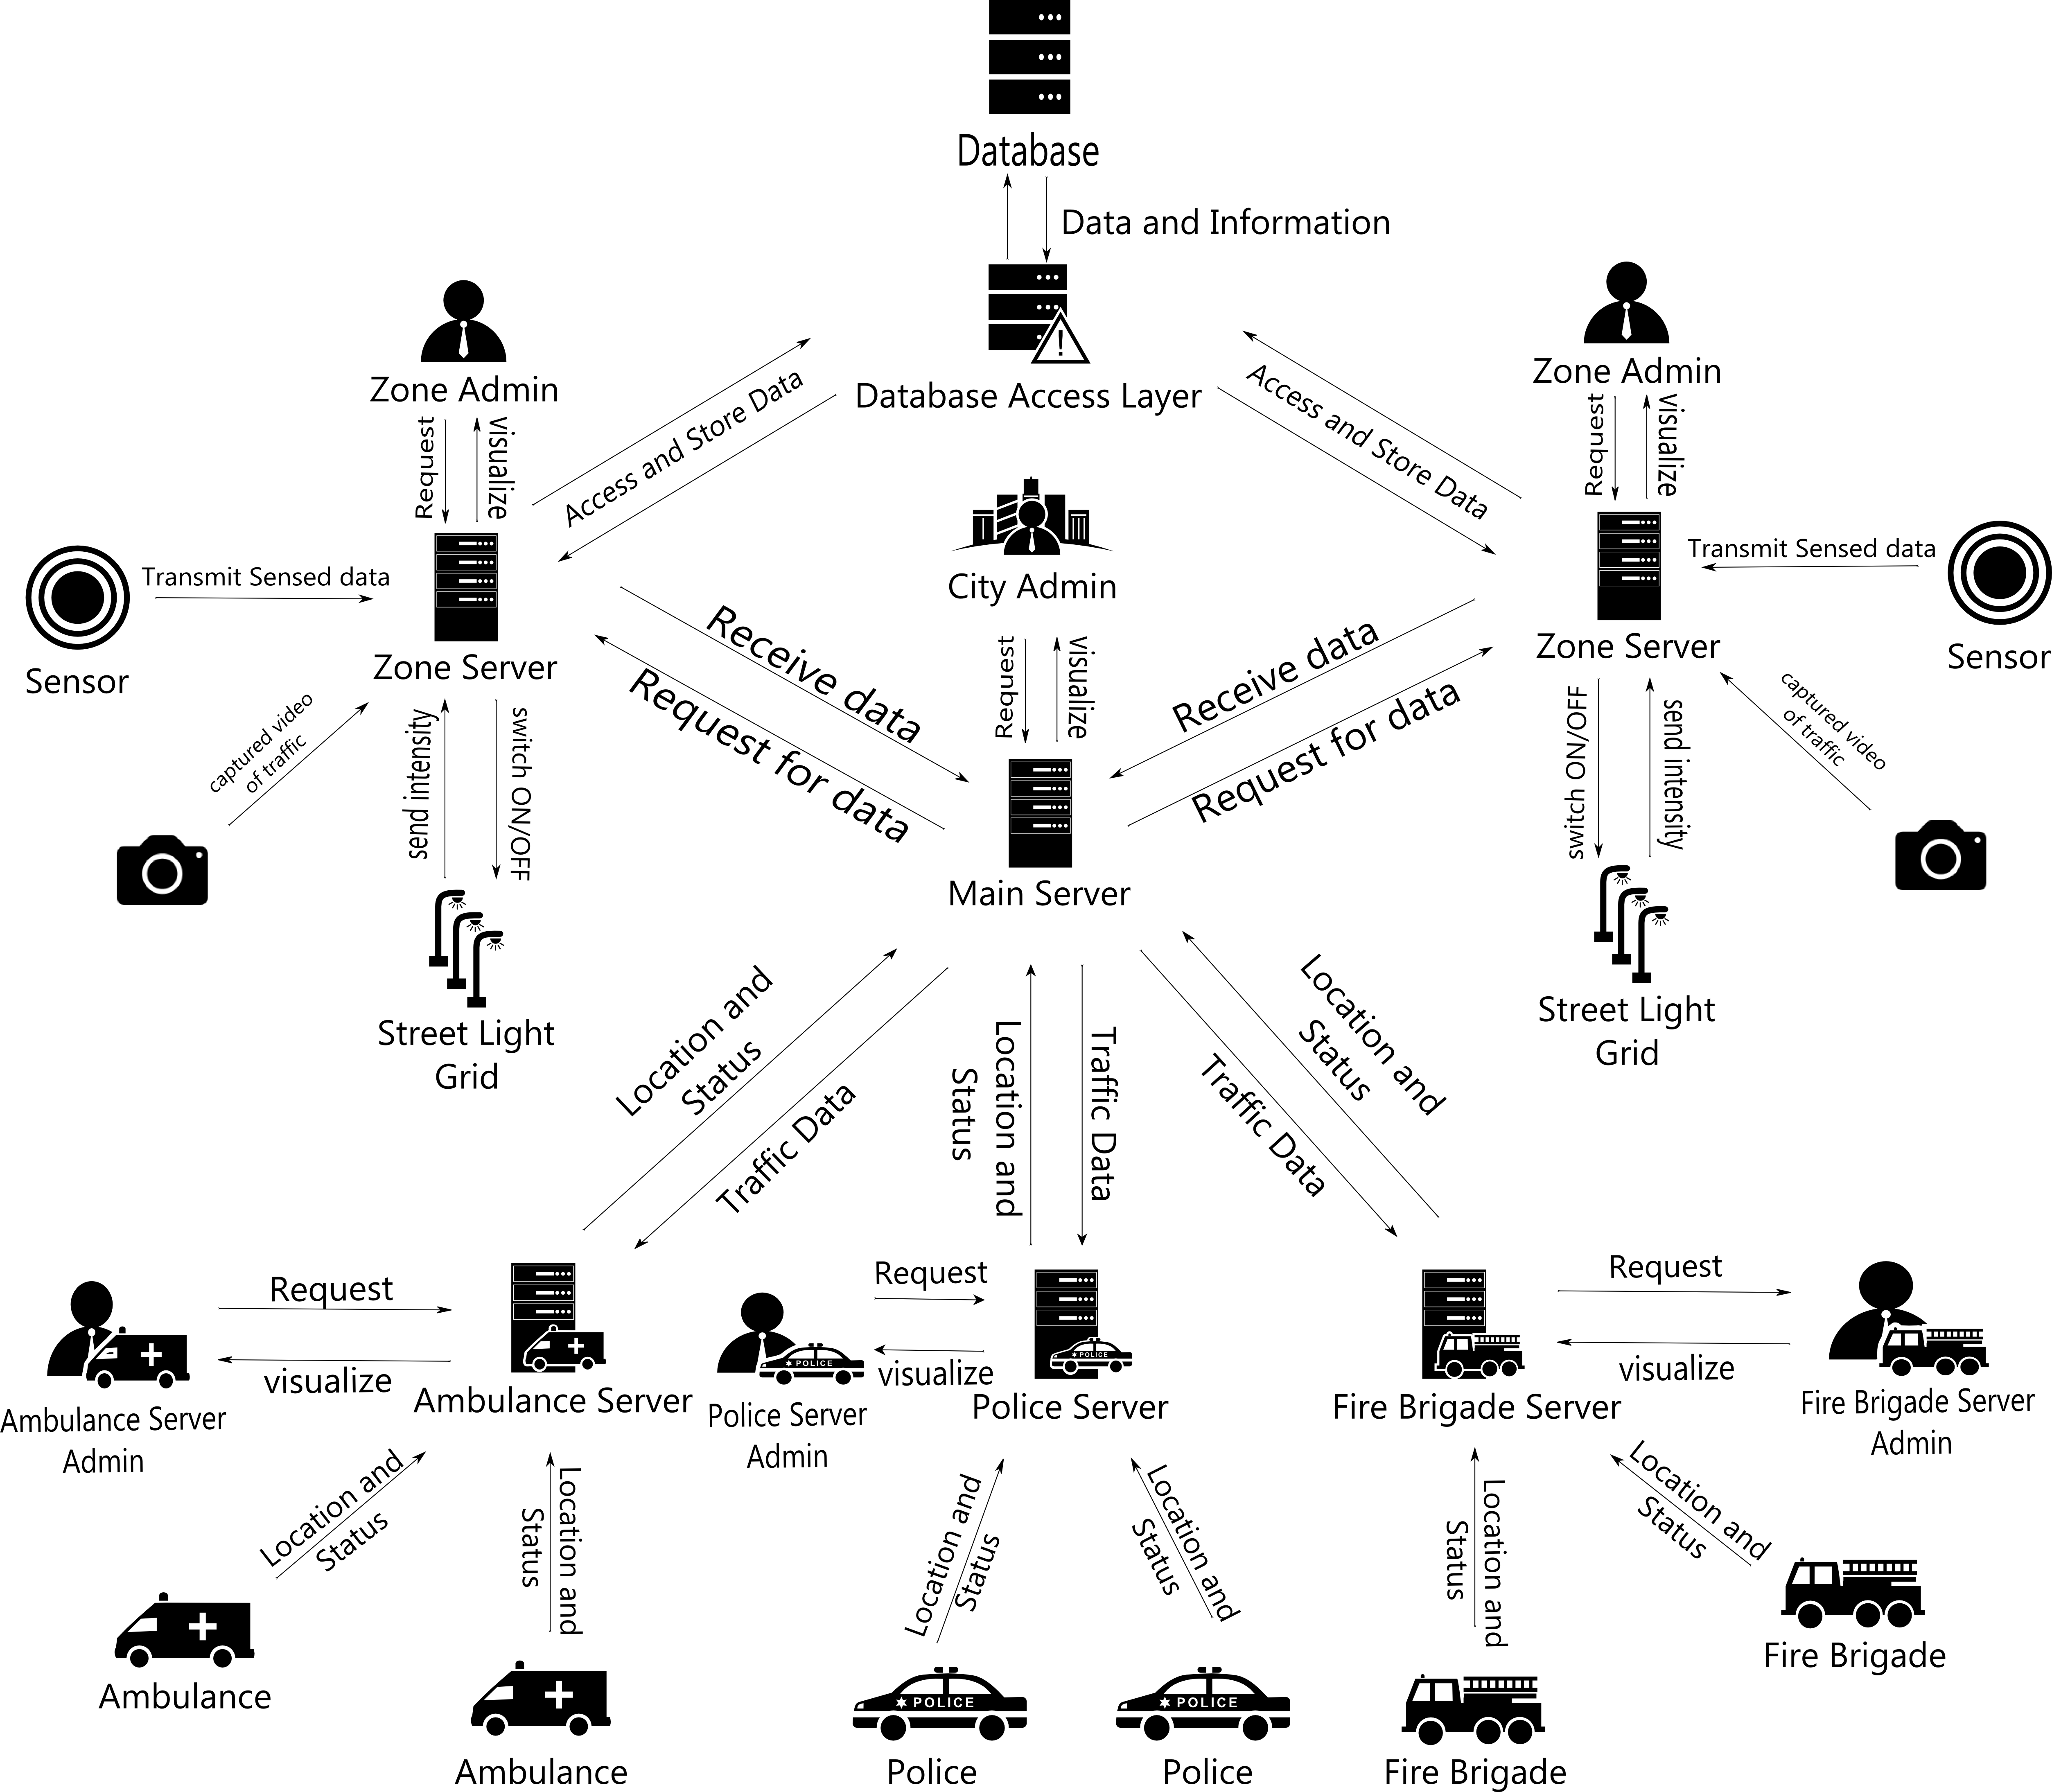 Database
Data and Information
Zone Admin
Database Access Layer
Zone Admin
Request
visualize
Access and Store Data
Access and Store Data
Request
visualize
City Admin
Transmit Sensed data
Transmit Sensed data
Sensor
Zone Server
Zone Server
Sensor
Receive data
Request for data
Request
visualize
Receive data
Request for data
captured video
of traffic
send intensity
switch ON/OFF
switch ON/OFF
send intensity
captured video
of traffic
Main Server
Street Light
Grid
Street Light
Grid
Location and
Status
Traffic Data
Location and
Status
Traffic Data
Location and
Status
Traffic Data
Request
visualize
Ambulance Server
Admin
Ambulance Server
Request
visualize
POLICE
Police Server
Admin
POLICE
Police Server
Fire Brigade Server
Request
visualize
Fire Brigade Server
Admin
Location and
Status
Location and
Status
Location and
Status
Location and
Status
Location and
Status
Location and
Status
Ambulance
Ambulance
POLICE
Police
POLICE
Police
Fire Brigade
Fire Brigade